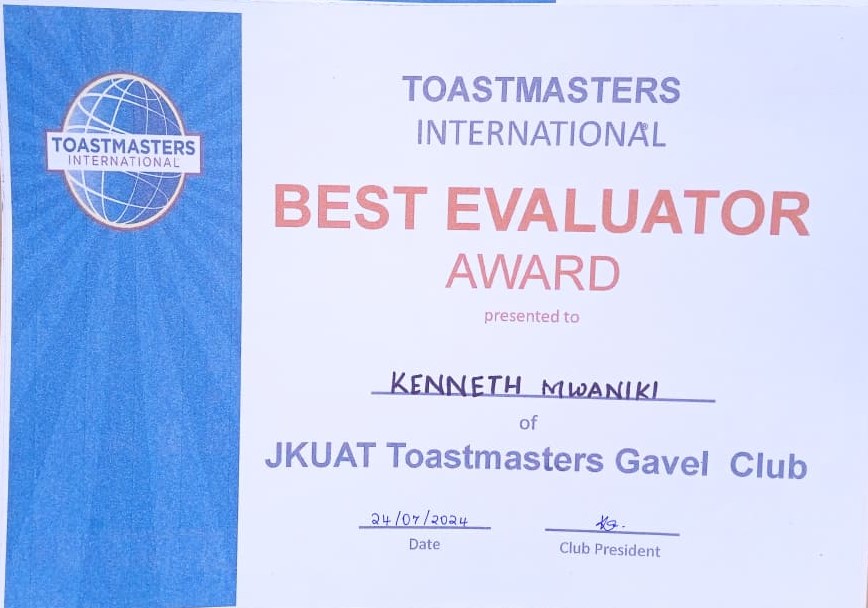 TOASTMASTERS
INTERNATIONAL
TOASTMASTERS
INTERNATIONAL®
BEST EVALUATOR
AWARD
presented to
KENNETH MWANIKI
of
JKUAT Toastmasters Gavel Club
24/07/2024
Date
Club President